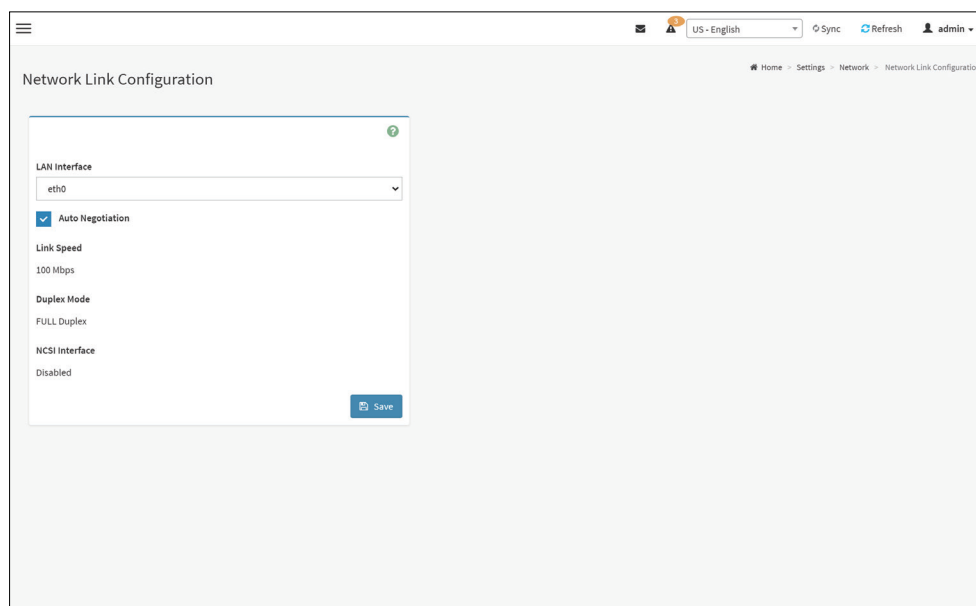 3
US - English
Sync
Refresh
admin
Home > Settings > Network > Network Link Configuratio
Network Link Configuration
LAN Interface
eth0
Auto Negotiation
Link Speed
100 Mbps
Duplex Mode
FULL Duplex
NCSI Interface
Disabled
Save